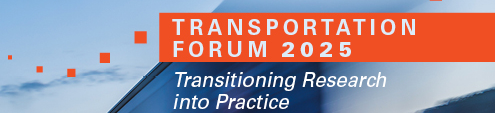 TRANSPORTATION
FORUM 2025
Transitioning Research
into Practice